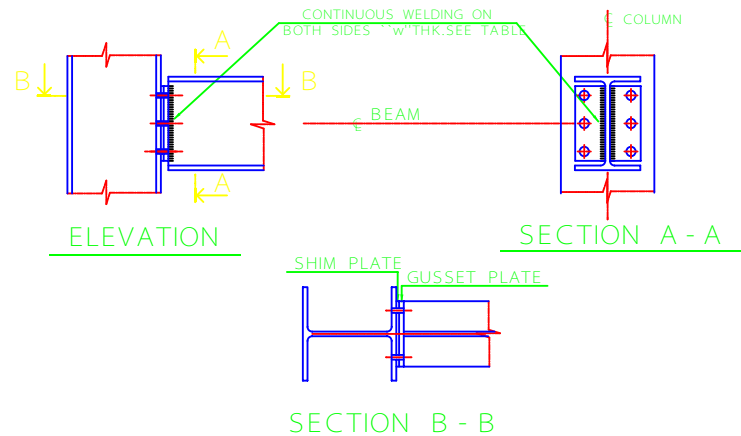 CONTINUOUS WELDING ON
BOTH SIDES ``w''THK.SEE TABLE
℄ COLUMN
A
B
B
℄ BEAM
A
ELEVATION
SECTION A - A
SHIM PLATE
GUSSET PLATE
SECTION B - B